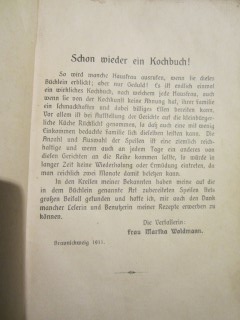 Schon wieder ein Kochbuch!
So wird manche Hausfrau ausrufen, wenn sie dieses
Büchlein erblickt; aber nur Geduld! Es ist endlich einmal
ein wirkliches Kochbuch, nach welchem jede Hausfrau, auch
wenn sie von der Kochkunst keine Ahnung hat, ihrer Familie
ein schmackhaftes und dabei billiges Essen bereiten kann.
Vor allem ist bei Aufstellung der Gerichte auf die kleinbürger-
liche Küche Rücksicht genommen, so daß auch eine mit wenig
Einkommen bedachte Familie sich dieselben leisten kann. Die
Anzahl und Auswahl der Speisen ist eine ziemlich reich-
haltige und wenn auch an jedem Tage ein anderes von
diesen Gerichten an die Reihe kommen sollte, so würde in
langer Zeit keine Wiederholung oder Ermüdung eintreten, da
man reichlich zwei Monate damit belegen kann.
In den Kreisen meiner Bekannten haben meine auf die
in dem Büchlein genannte Art zubereiteten Speisen stets
großen Beifall gefunden und hoffe ich, mir auch den Dank
mancher Leserin und Benutzerin meiner Rezepte erwerben zu
können.
Die Verfasserin:
Frau Martha Waldmann.
Braunschweig 1911.